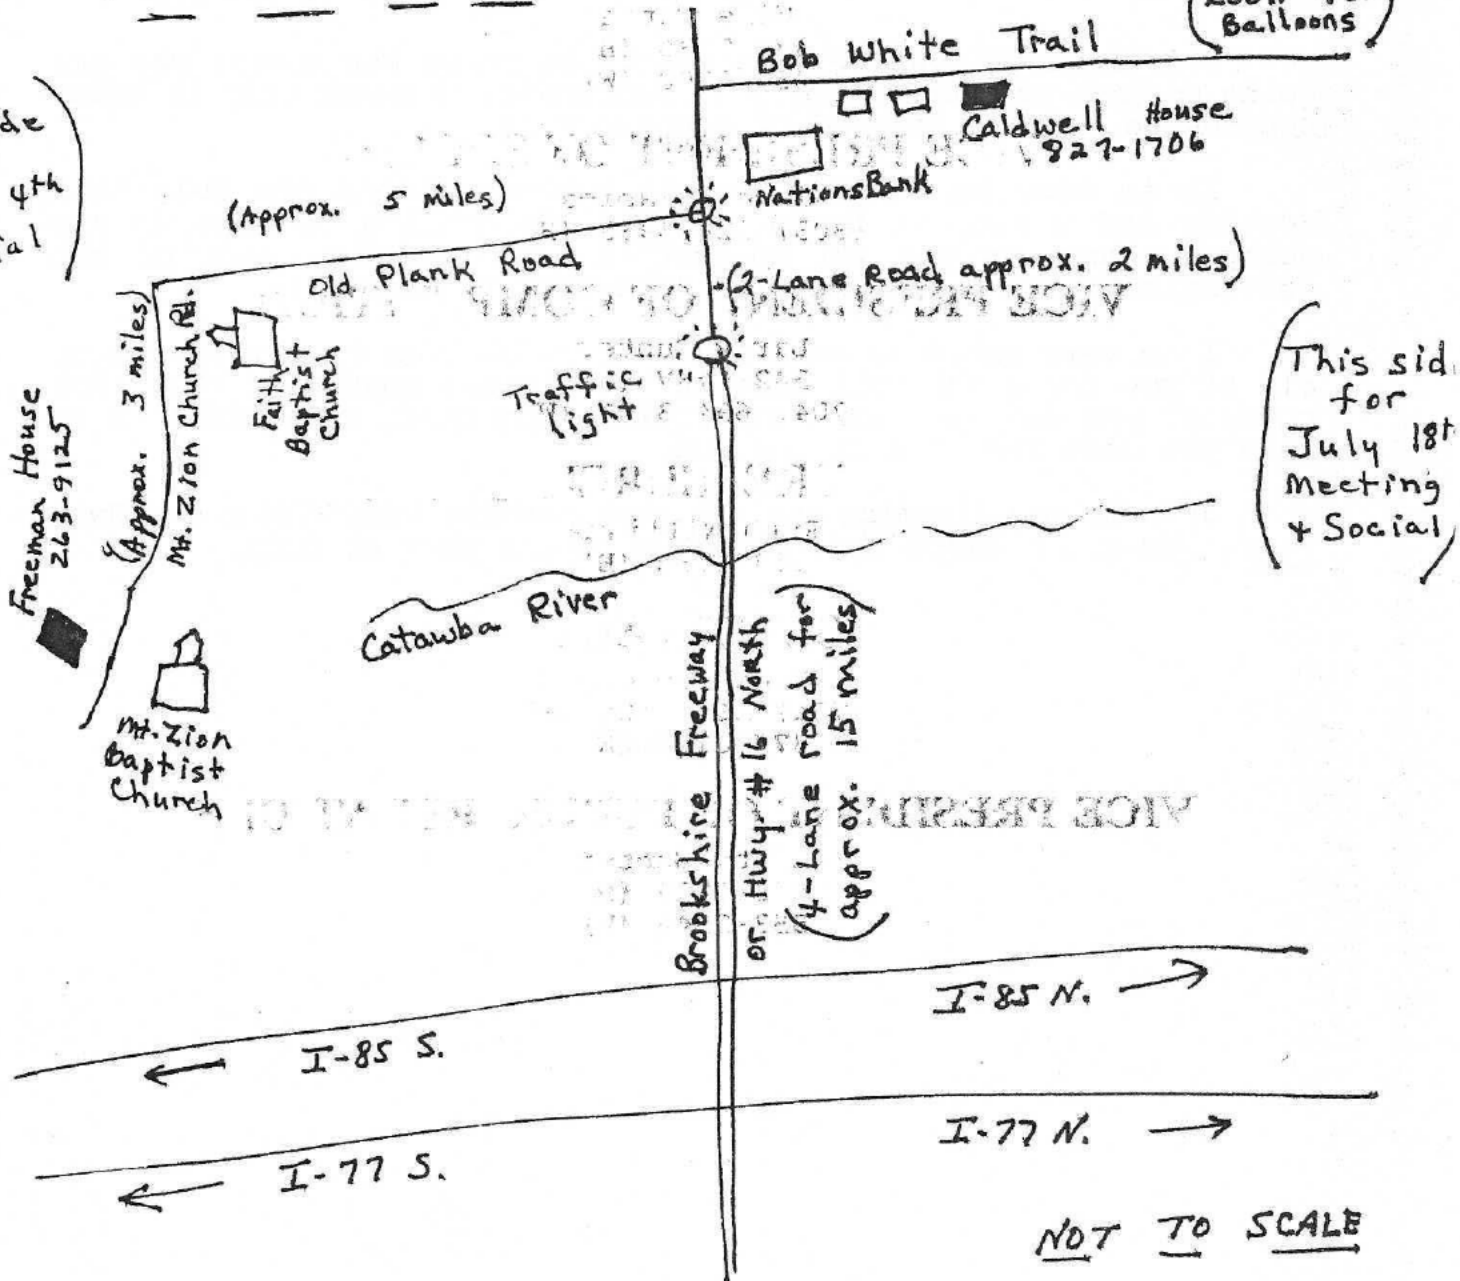 Balloons
Bob White Trail
Caldwell House
827-1706
NationsBank
4th
(Approx. 5 miles)
Old Plank Road
(2-Lane Road approx. 2 miles)
Traffic
light
(Approx. 3 miles)
Mt. Zion Church Rd.
Faith
Baptist
Church
Freeman House
263-9125
This sid
for
July 18t
Meeting
+ Social
Catawba River
Mt. Zion
Baptist
Church
Brookshire Freeway
or Hwy # 16 North
(4-Lane road for
approx. 15 miles)
I-85 N.
I-85 S.
I-77 N.
I-77 S.
NOT TO SCALE